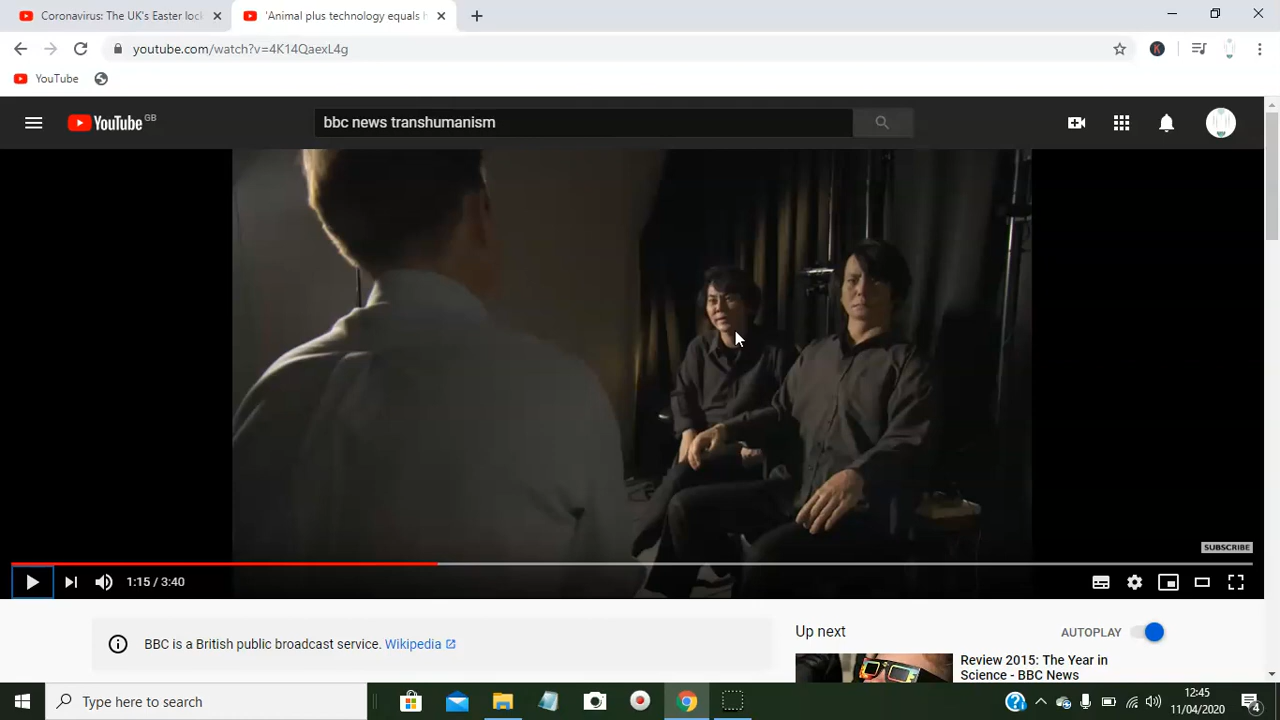 Coronavirus: The UK's Easter lock
'Animal plus technology equals h
youtube.com/watch?v=4K14QaexL4g
K
YouTube
YouTube GB
bbc news transhumanism
SUBSCRIBE
1:15 / 3:40
BBC is a British public broadcast service. Wikipedia
Up next
AUTOPLAY
Review 2015: The Year in
Science - BBC News
Type here to search
12:45
11/04/2020
4